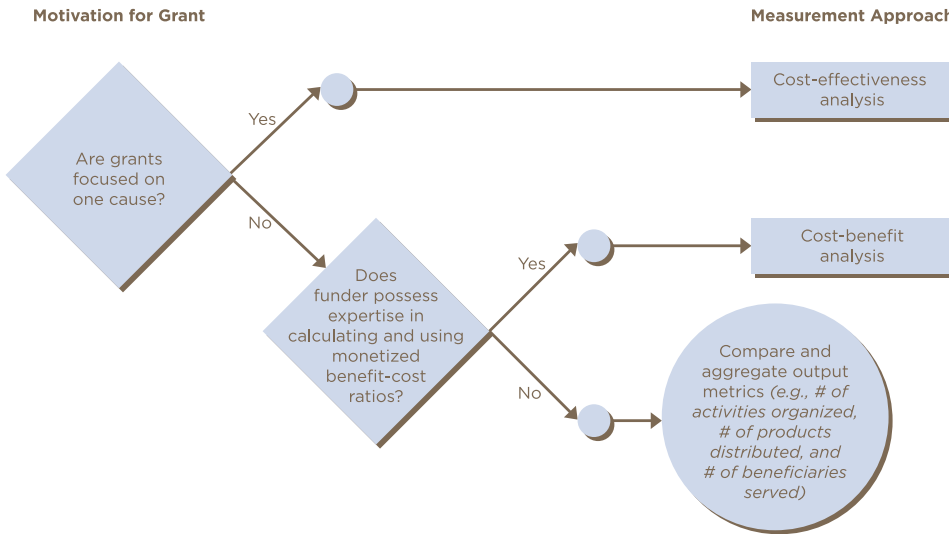 Motivation for Grant
Measurement Approach
Yes
Cost-effectiveness
analysis
Are grants
focused on
one cause?
No
Does
funder possess
expertise in
calculating and using
monetized
benefit-cost
ratios?
Yes
Cost-benefit
analysis
No
Compare and
aggregate output
metrics (e.g., # of
activities organized,
# of products
distributed, and
# of beneficiaries
served)